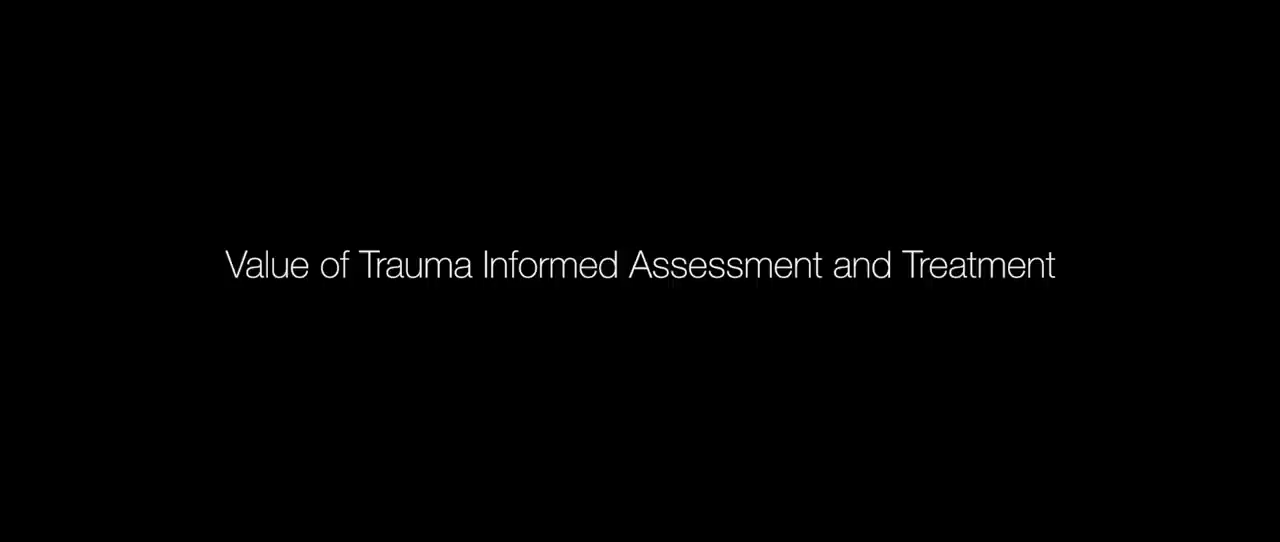 Value of Trauma Informed Assessment and Treatment